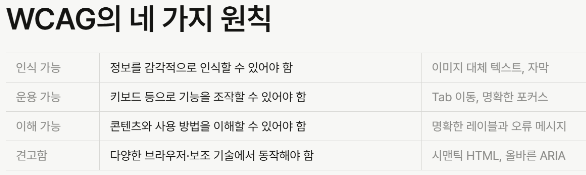 WCAG의 네 가지 원칙
인식 가능 정보를 감각적으로 인식할 수 있어야 함 이미지 대체 텍스트, 자막
운용 가능 키보드 등으로 기능을 조작할 수 있어야 함 Tab 이동, 명확한 포커스
이해 가능 콘텐츠와 사용 방법을 이해할 수 있어야 함 명확한 레이블과 오류 메시지
견고함 다양한 브라우저·보조 기술에서 동작해야 함 시맨틱 HTML, 올바른 ARIA